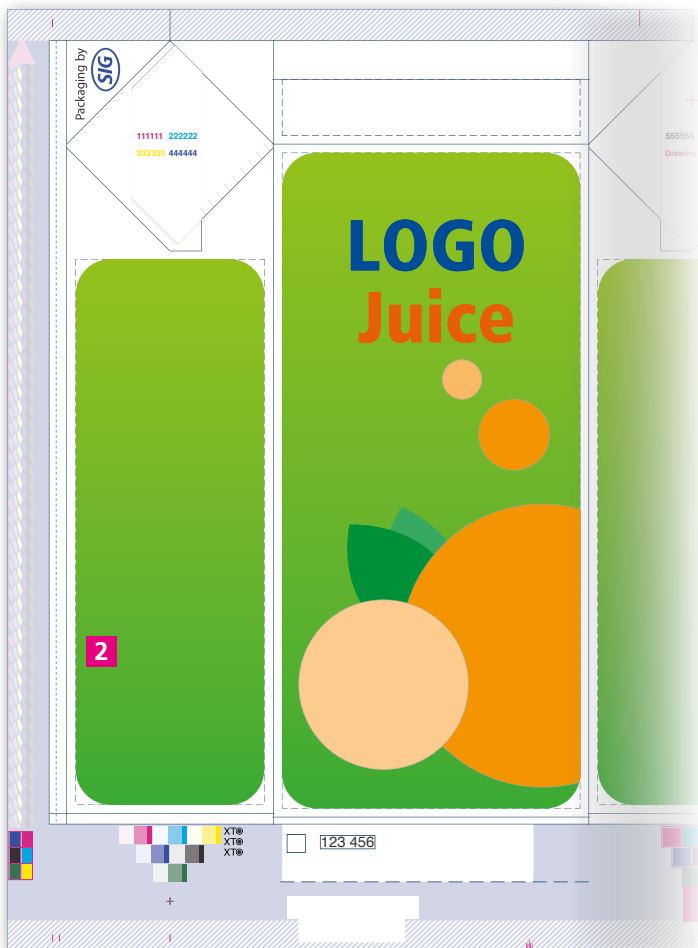 Packaging by
SIG
111111 222222
333333 444444
555555
Drawing
LOGO
Juice
2
XT
XT
XT
123 456